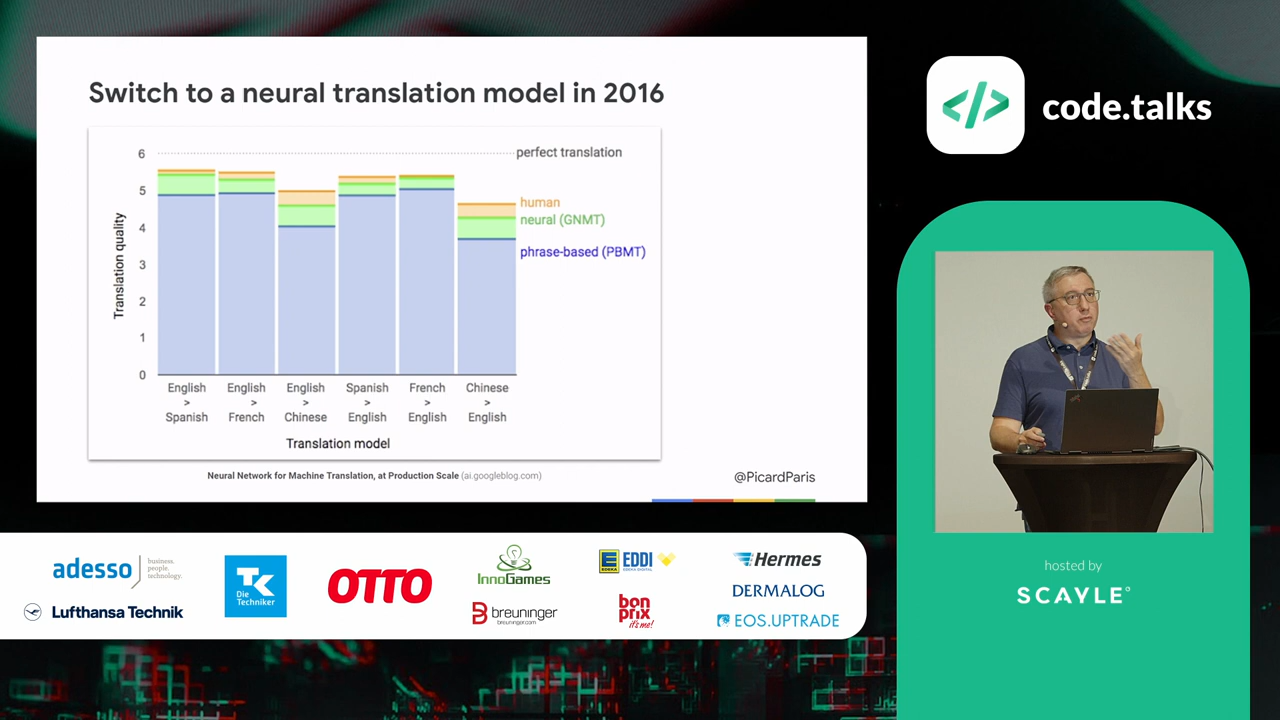 Switch to a neural translation model in 2016
6
5
4
3
2
1
0
Translation quality
perfect translation
human
neural (GNMT)
phrase-based (PBMT)
English
>
Spanish
English
>
French
English
>
Chinese
Spanish
>
English
French
>
English
Chinese
>
English
Translation model
Neural Network for Machine Translation, at Production Scale (ai.googleblog.com)
@PicardParis
</> code.talks
hosted by
SCAYLE
adesso
business.
people.
technology.
Lufthansa Technik
TK
Die
Techniker
OTTO
InnoGames
breuninger
breuninger.com
EDEKA
EDDI
EDEKA DIGITAL
bon
prix
it's me!
Hermes
DERMALOG
EOS.UPTRADE